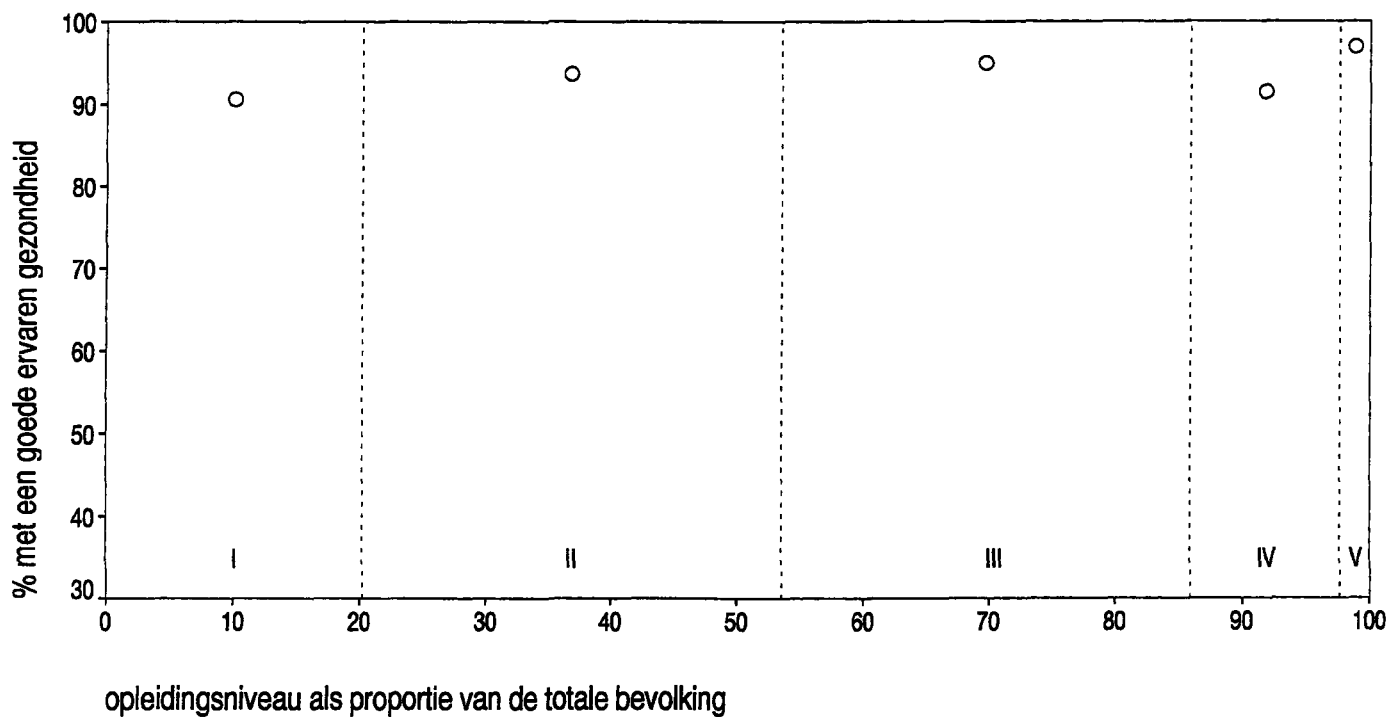 % met een goede ervaren gezondheid
100
90
80
70
60
50
40
30
I II III IV V
0 10 20 30 40 50 60 70 80 90 100
opleidingsniveau als proportie van de totale bevolking